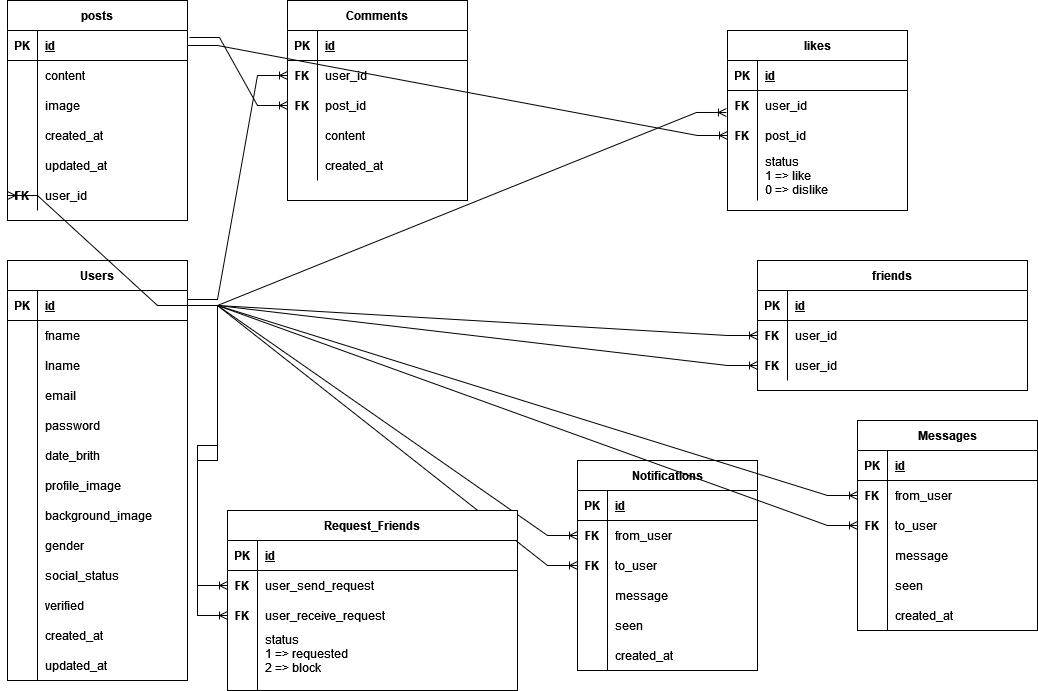 posts
PK id
content
image
created_at
updated_at
FK user_id
Comments
PK id
FK user_id
FK post_id
content
created_at
likes
PK id
FK user_id
FK post_id
status
1 => like
0 => dislike
Users
PK id
fname
lname
email
password
date_brith
profile_image
background_image
gender
social_status
verified
created_at
updated_at
friends
PK id
FK user_id
FK user_id
Request_Friends
PK id
FK user_send_request
FK user_receive_request
status
1 => requested
2 => block
Notifications
PK id
FK from_user
FK to_user
message
seen
created_at
Messages
PK id
FK from_user
FK to_user
message
seen
created_at